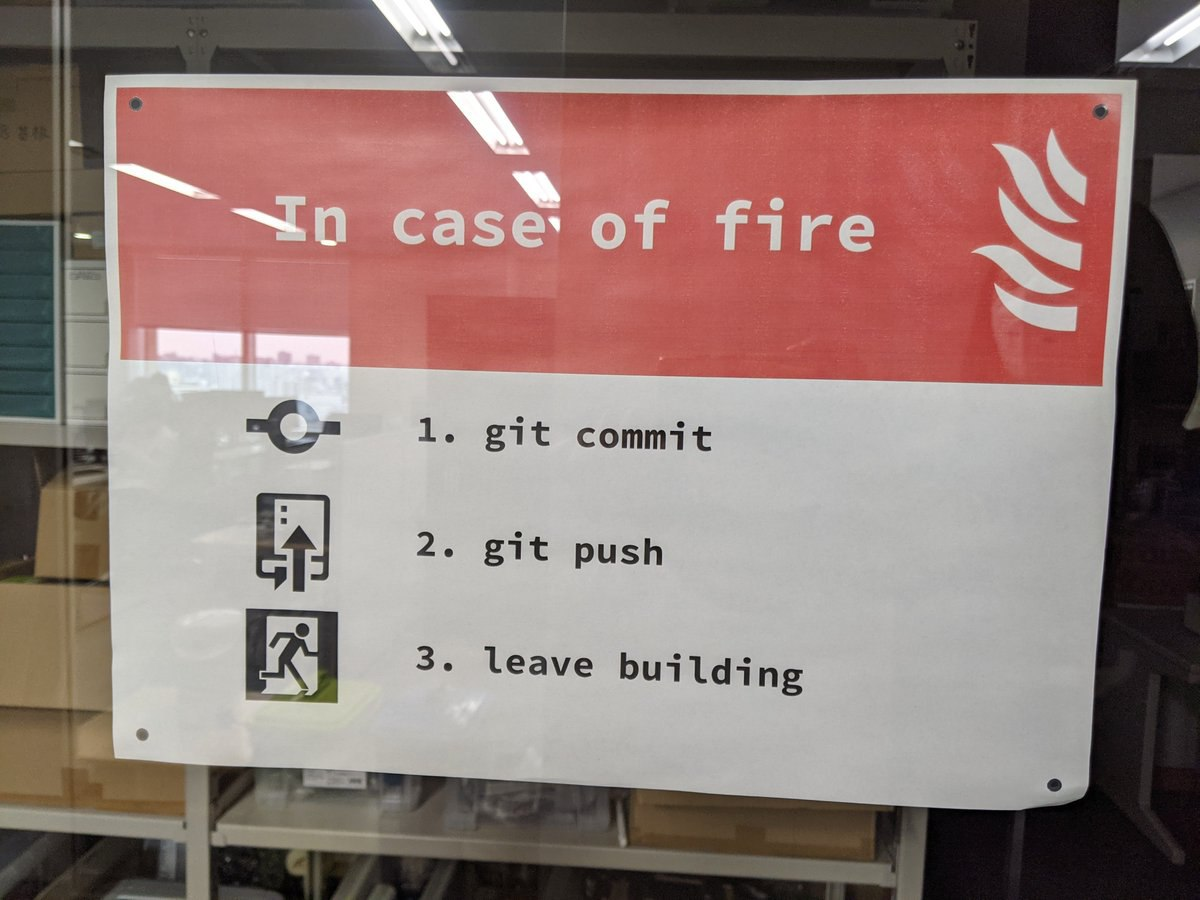 In case of fire
1. git commit
2. git push
3. leave building